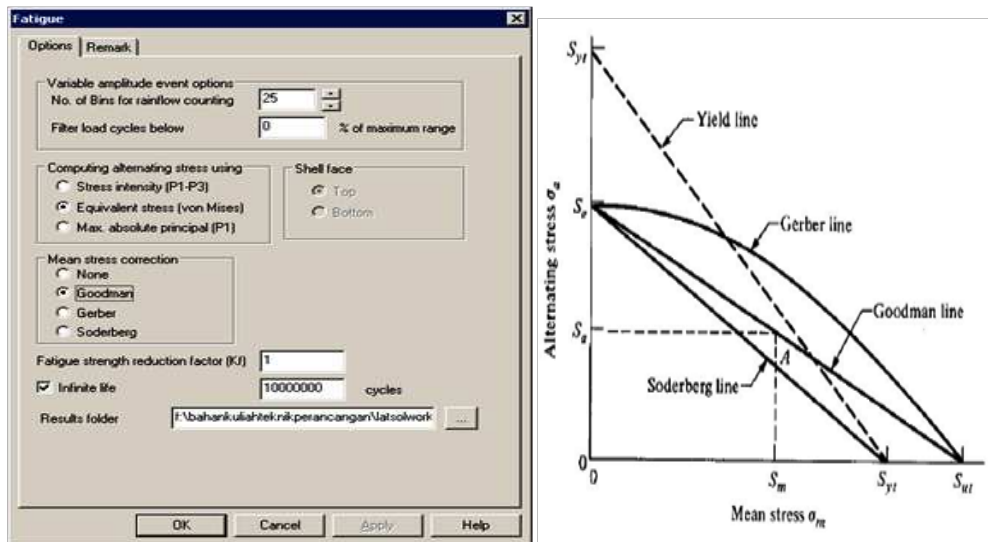 Fatigue
Options
Remark
Variable amplitude event options
No. of Bins for rainflow counting
25
Filter load cycles below
0
% of maximum range
Computing alternating stress using
Stress intensity (P1-P3)
Equivalent stress (von Mises)
Max. absolute principal (P1)
Shell face
Top
Bottom
Mean stress correction
None
Goodman
Gerber
Soderberg
Fatigue strength reduction factor (Kf)
1
Infinite life
10000000
cycles
Results folder
f:\bahankuliahteknikperancangan\latsolwork
...
OK
Cancel
Apply
Help
Alternating stress σa
Syt
Se
Sa
0
Yield line
Gerber line
Goodman line
A
Soderberg line
0
Sm
Syt
Sut
Mean stress σm